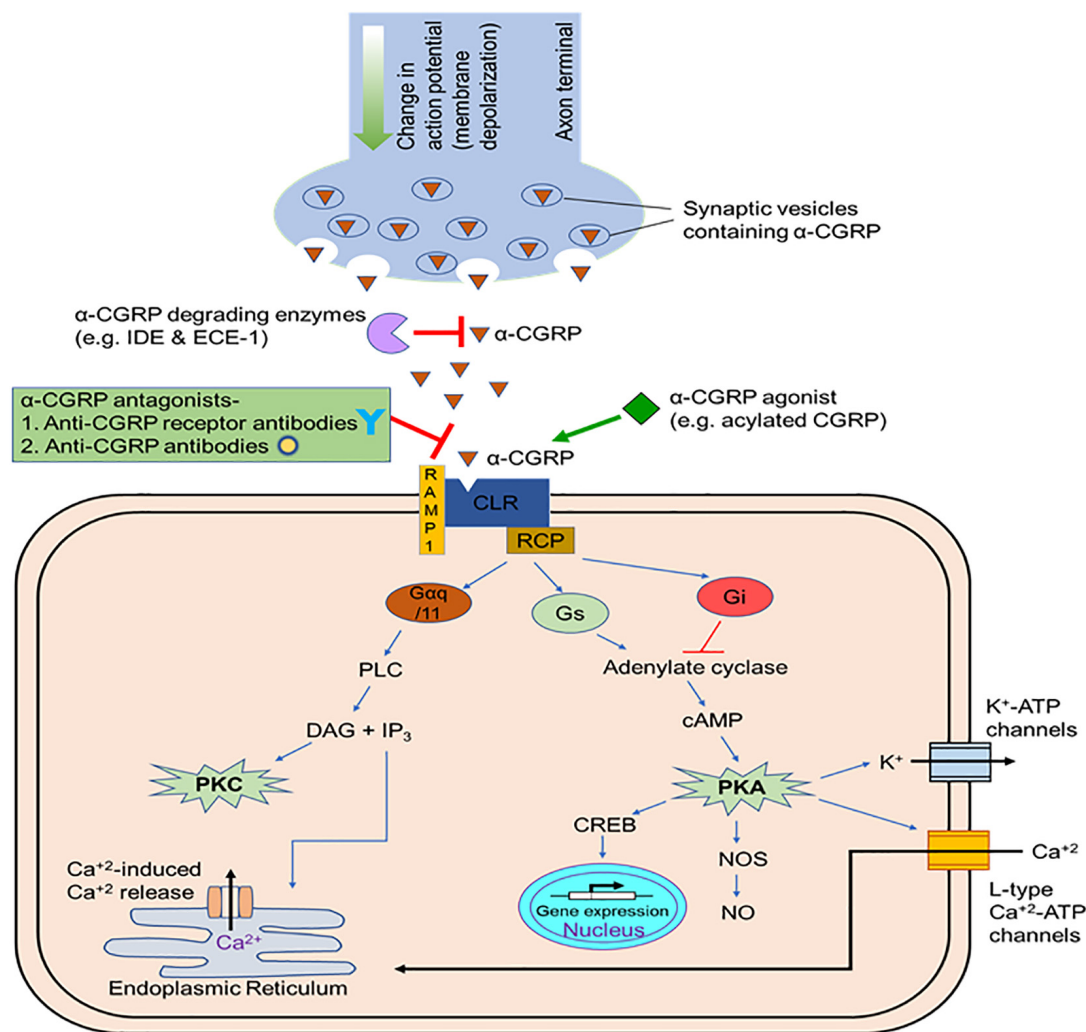 Change in
action potential
(membrane
depolarization)
Axon terminal
Synaptic vesicles
containing α-CGRP
α-CGRP degrading enzymes
(e.g. IDE & ECE-1)
α-CGRP
α-CGRP antagonists-
1. Anti-CGRP receptor antibodies
2. Anti-CGRP antibodies
α-CGRP agonist
(e.g. acylated CGRP)
α-CGRP
RAMP1
CLR
RCP
Gαq
/11
Gs
Gi
PLC
Adenylate cyclase
DAG + IP₃
cAMP
K⁺-ATP
channels
PKC
PKA
K⁺
CREB
NOS
NO
Ca⁺²
L-type
Ca⁺²-ATP
channels
Gene expression
Nucleus
Ca⁺²-induced
Ca⁺² release
Ca²⁺
Endoplasmic Reticulum